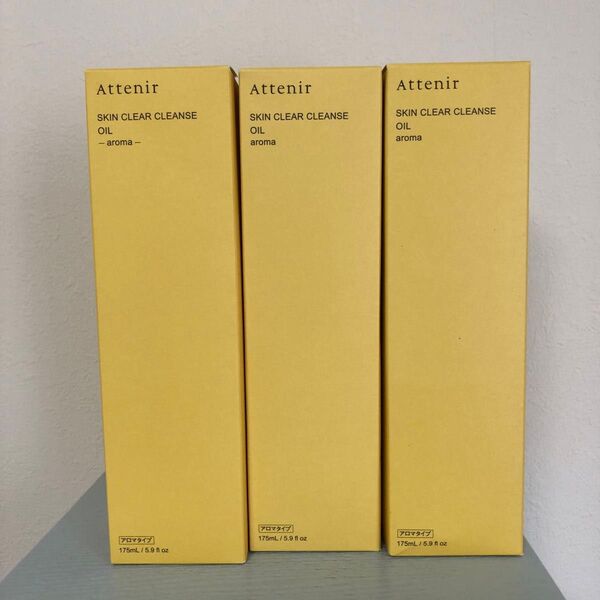 Attenir
SKIN CLEAR CLEANSE
OIL
– aroma –
アロマタイプ
175mL / 5.9 fl oz
Attenir
SKIN CLEAR CLEANSE
OIL
aroma
アロマタイプ
175mL / 5.9 fl oz
Attenir
SKIN CLEAR CLEANSE
OIL
aroma
アロマタイプ
175mL / 5.9 fl oz